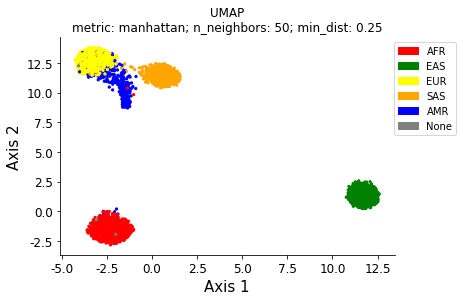 UMAP
metric: manhattan; n_neighbors: 50; min_dist: 0.25
AFR
EAS
EUR
SAS
AMR
None
12.5
10.0
7.5
5.0
2.5
0.0
-2.5
Axis 2
-5.0 -2.5 0.0 2.5 5.0 7.5 10.0 12.5
Axis 1